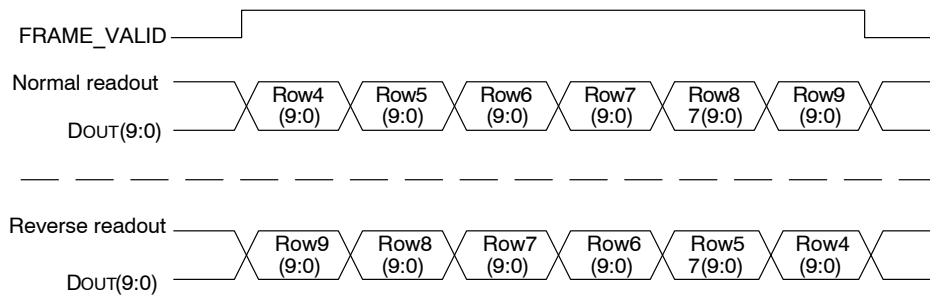 FRAME_VALID
Normal readout
Row4 Row5 Row6 Row7 Row8 Row9
(9:0) (9:0) (9:0) (9:0) 7(9:0) (9:0)
DOUT(9:0)
Reverse readout
Row9 Row8 Row7 Row6 Row5 Row4
(9:0) (9:0) (9:0) (9:0) 7(9:0) (9:0)
DOUT(9:0)